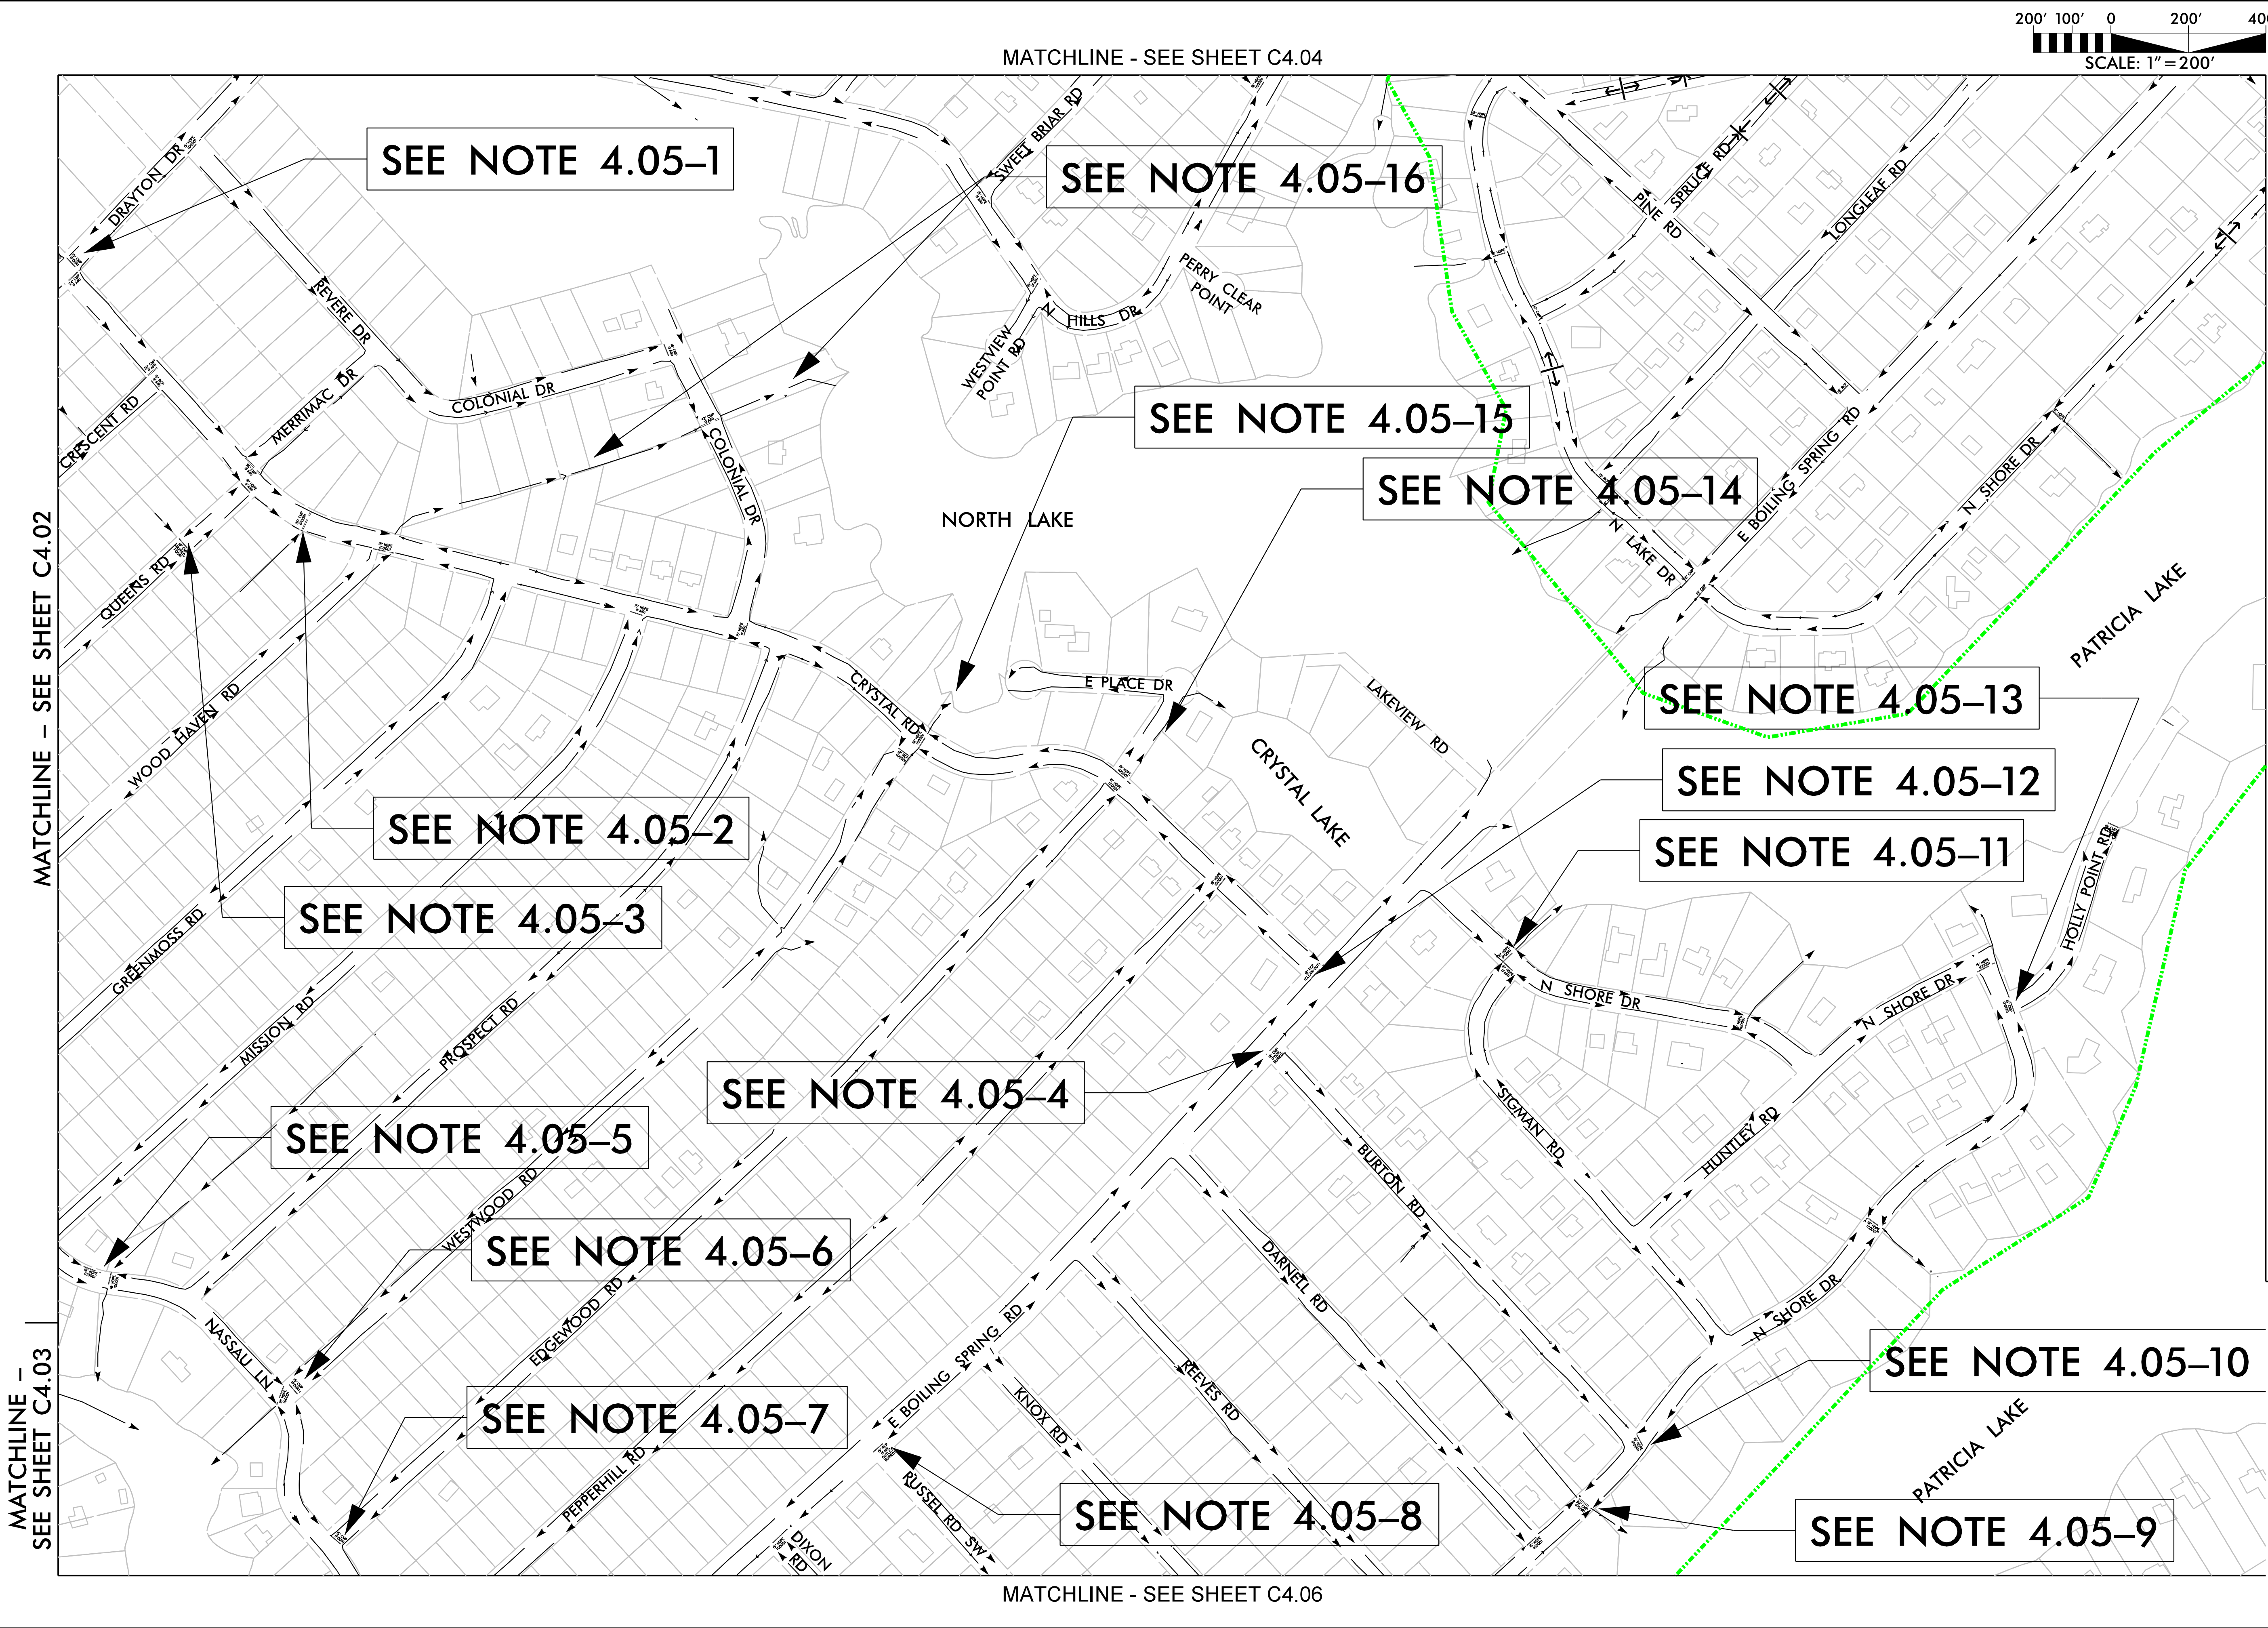 200' 100' 0 200'
SCALE: 1"=200'
MATCHLINE - SEE SHEET C4.04
SEE NOTE 4.05–1
SEE NOTE 4.05–16
DRAYTON DR
SWEET BRIAR RD
SPRUCE RD
PINE RD
LONGLEAF RD
REVERE DR
PERRY CLEAR
POINT
N HILLS DR
WESTVIEW
POINT RD
COLONIAL DR
MERRIMAC DR
CRESCENT RD
COLONIAL DR
SEE NOTE 4.05–15
SEE NOTE 4.05–14
E BOILING SPRING RD
N SHORE DR
NORTH LAKE
N LAKE DR
QUEENS RD
MATCHLINE – SEE SHEET C4.02
PATRICIA LAKE
WOOD HAVEN RD
CRYSTAL RD
E PLACE DR
LAKEVIEW RD
SEE NOTE 4.05–13
CRYSTAL LAKE
SEE NOTE 4.05–12
SEE NOTE 4.05–2
SEE NOTE 4.05–11
SEE NOTE 4.05–3
HOLLY POINT RD
GREENMOSS RD
N SHORE DR
N SHORE DR
MISSION RD
PROSPECT RD
SEE NOTE 4.05–4
SIGMAN RD
HUNTLEY RD
SEE NOTE 4.05–5
BURTON RD
WESTWOOD RD
SEE NOTE 4.05–6
DARNELL RD
N SHORE DR
NASSAU LN
EDGEWOOD RD
E BOILING SPRING RD
SEE NOTE 4.05–10
MATCHLINE –
SEE SHEET C4.03
SEE NOTE 4.05–7
KNOX RD
REEVES RD
PATRICIA LAKE
PEPPERHILL RD
RUSSEL RD SW
SEE NOTE 4.05–8
SEE NOTE 4.05–9
DIXON
RD
MATCHLINE - SEE SHEET C4.06